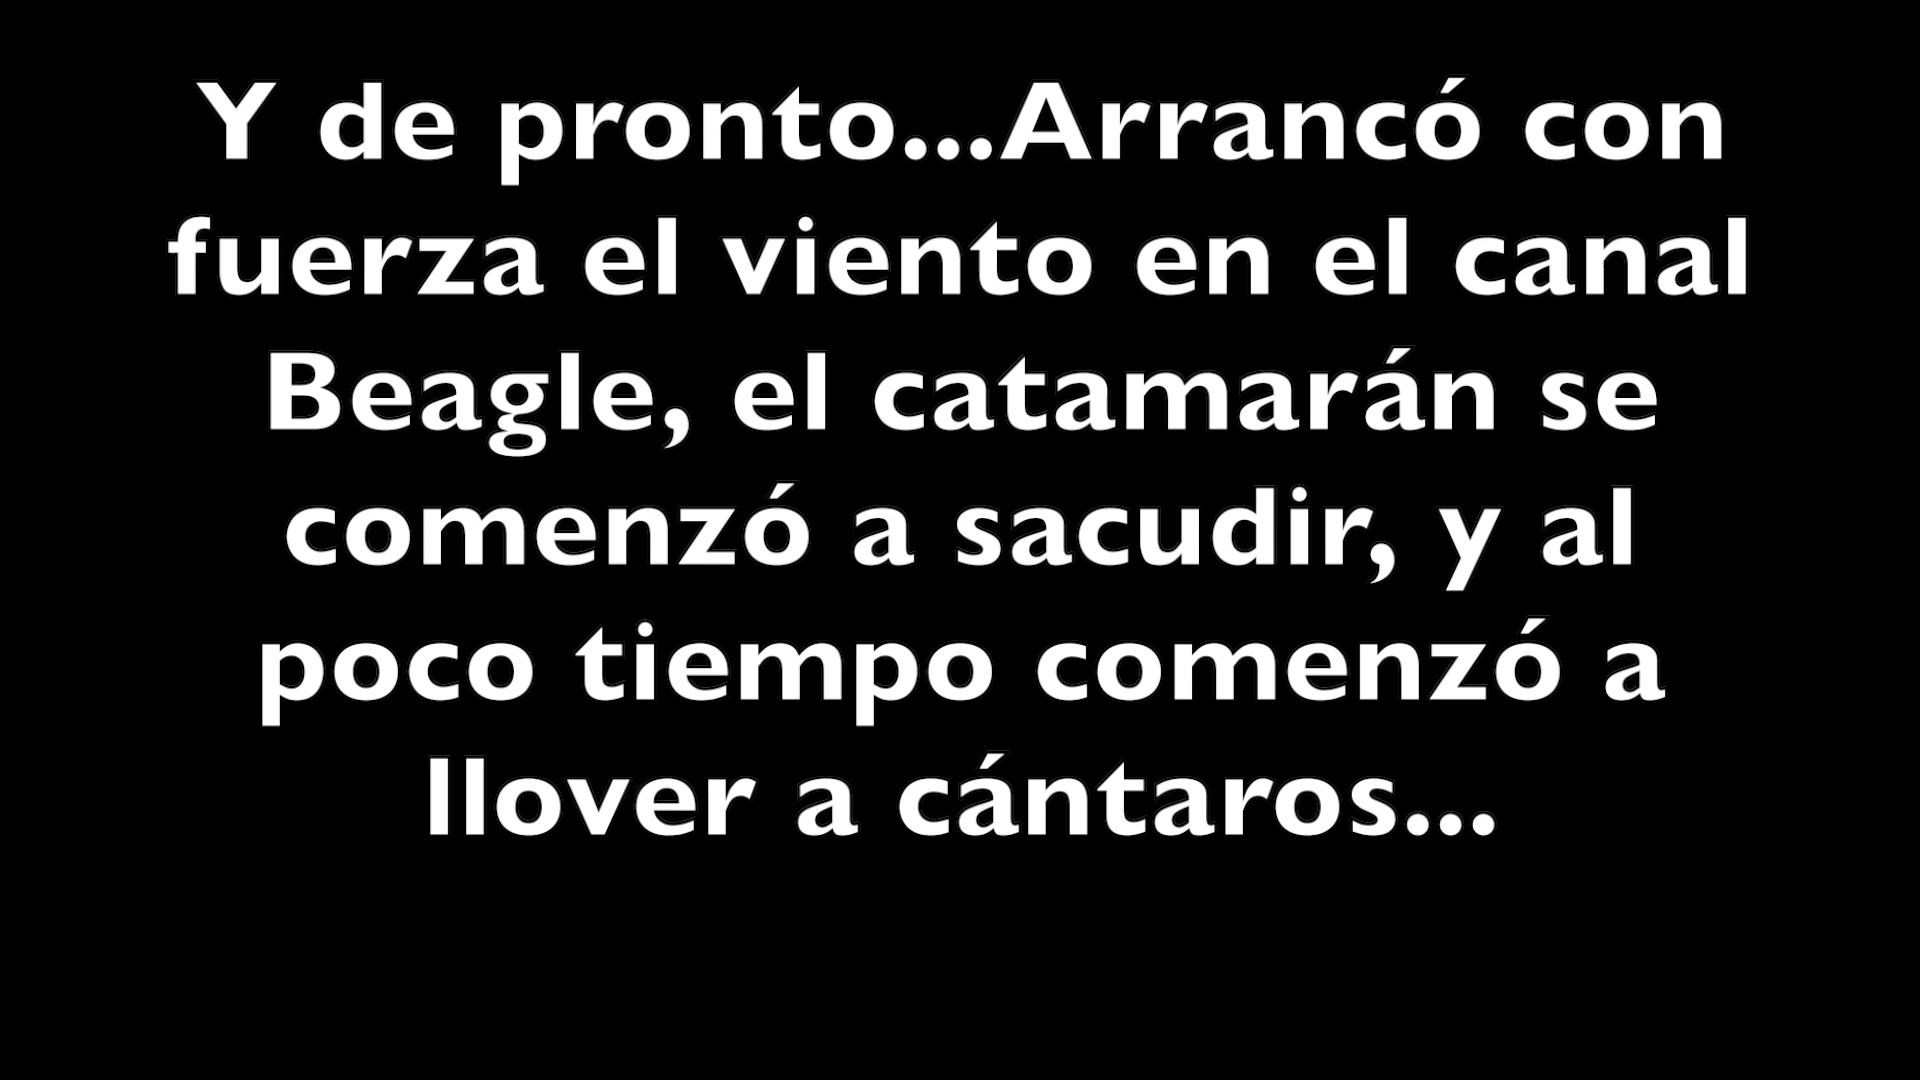 Y de pronto...Arrancó con
fuerza el viento en el canal
Beagle, el catamarán se
comenzó a sacudir, y al
poco tiempo comenzó a
llover a cántaros...